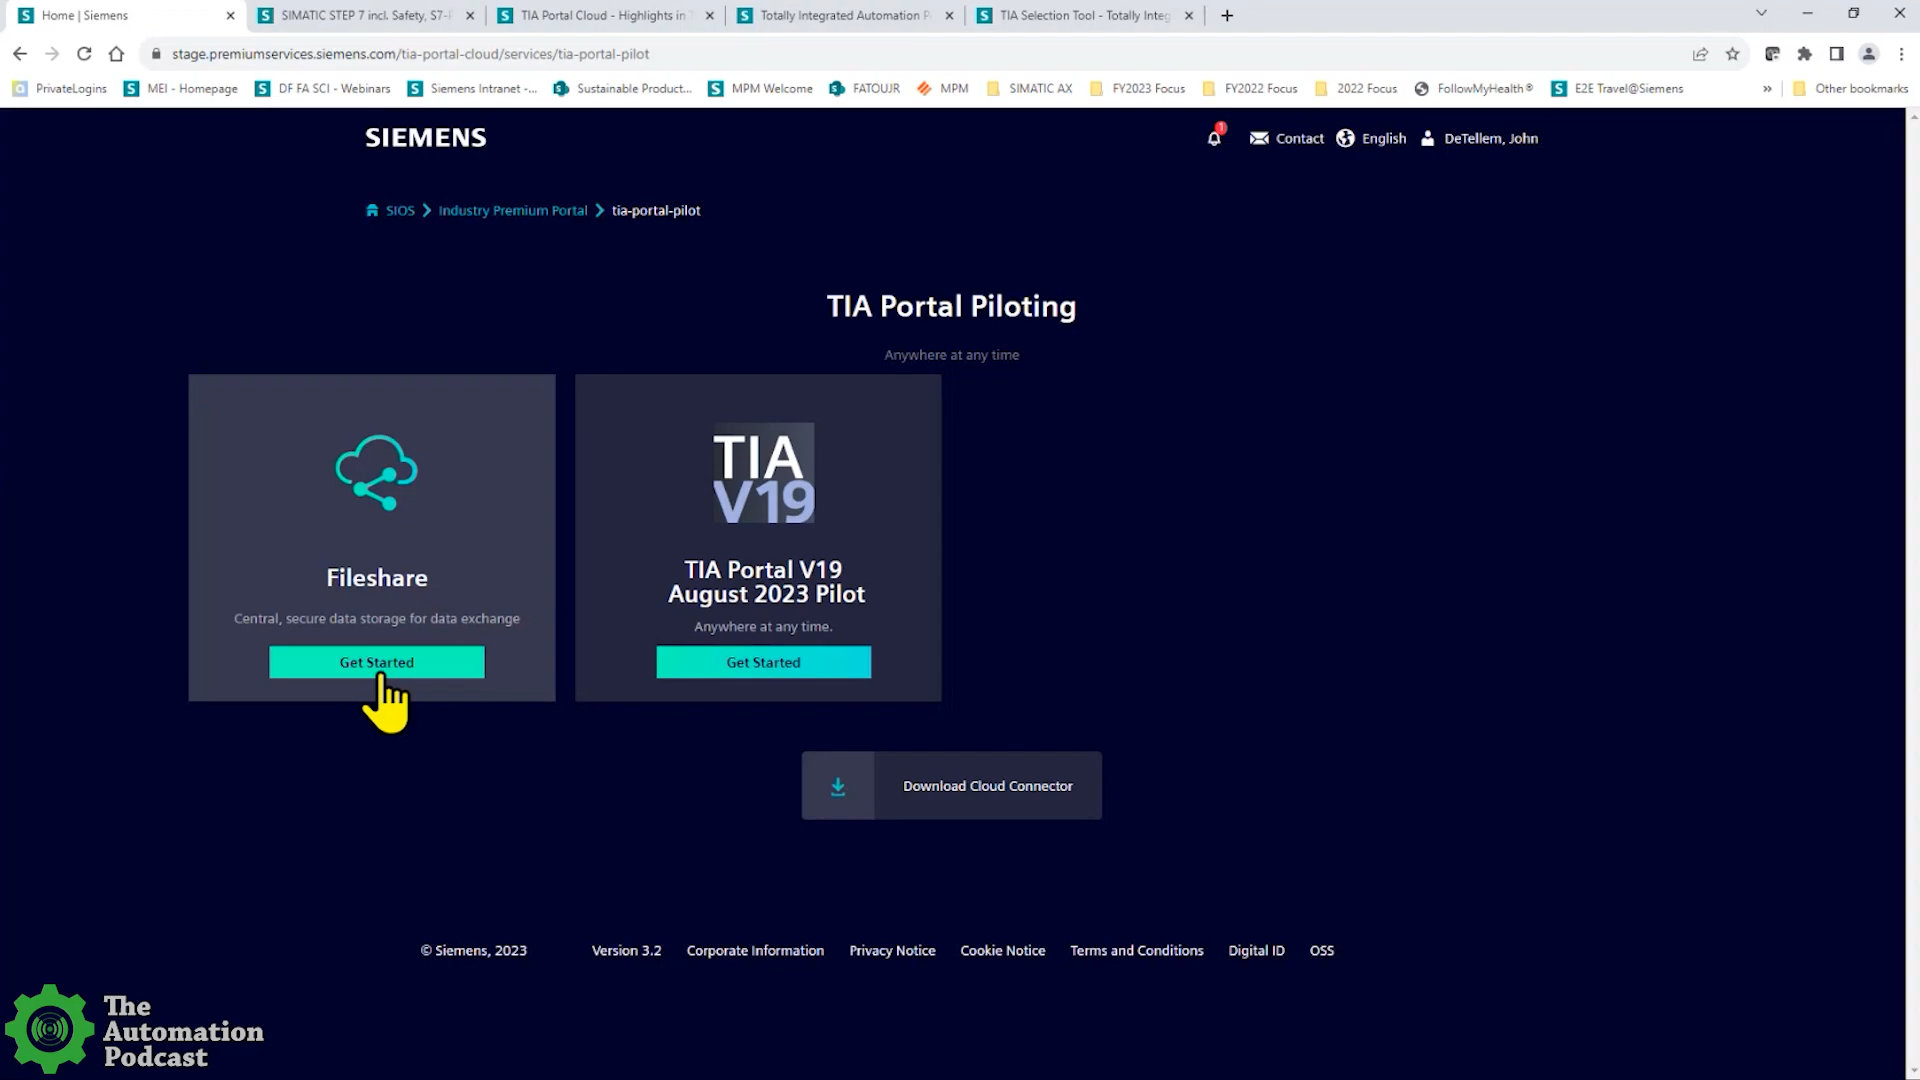 Home | Siemens
SIMATIC STEP 7 incl. Safety, S7-P
TIA Portal Cloud - Highlights in
Totally Integrated Automation P
TIA Selection Tool - Totally Integ
stage.premiumservices.siemens.com/tia-portal-cloud/services/tia-portal-pilot
PrivateLogins
MEI - Homepage
DF FA SCI - Webinars
Siemens Intranet -...
Sustainable Product...
MPM Welcome
FATOUR
MPM
SIMATIC AX
FY2023 Focus
FY2022 Focus
2022 Focus
FollowMyHealth®
E2E Travel@Siemens
»
Other bookmarks
SIEMENS
1
Contact
English
DeTellem, John
SIOS
Industry Premium Portal
tia-portal-pilot
TIA Portal Piloting
Anywhere at any time
Fileshare
Central, secure data storage for data exchange
Get Started
TIA
V19
TIA Portal V19
August 2023 Pilot
Anywhere at any time.
Get Started
Download Cloud Connector
© Siemens, 2023
Version 3.2
Corporate Information
Privacy Notice
Cookie Notice
Terms and Conditions
Digital ID
OSS
The
Automation
Podcast